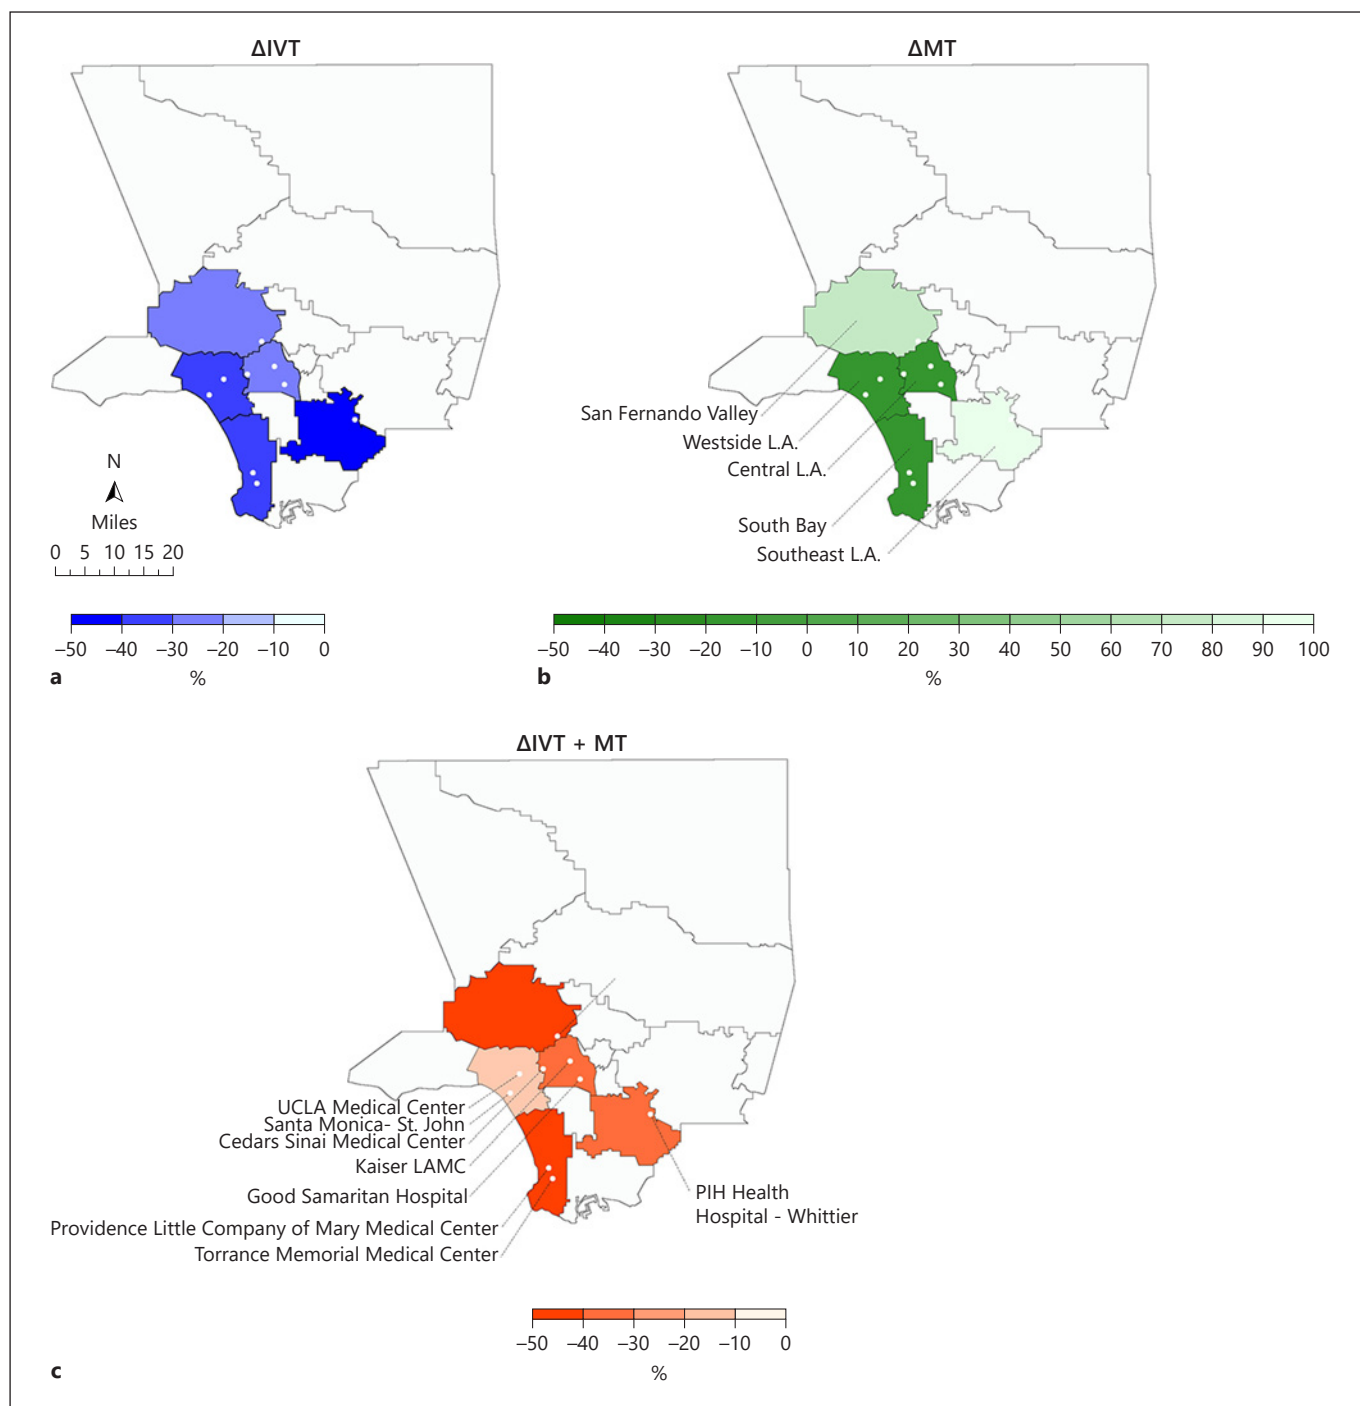 ΔIVT
ΔMT
San Fernando Valley
Westside L.A.
Central L.A.
South Bay
Southeast L.A.
N
Miles
0 5 10 15 20
–50 –40 –30 –20 –10 0
%
a
–50 –40 –30 –20 –10 0 10 20 30 40 50 60 70 80 90 100
%
b
ΔIVT + MT
UCLA Medical Center
Santa Monica- St. John
Cedars Sinai Medical Center
Kaiser LAMC
Good Samaritan Hospital
Providence Little Company of Mary Medical Center
Torrance Memorial Medical Center
PIH Health
Hospital - Whittier
–50 –40 –30 –20 –10 0
%
c